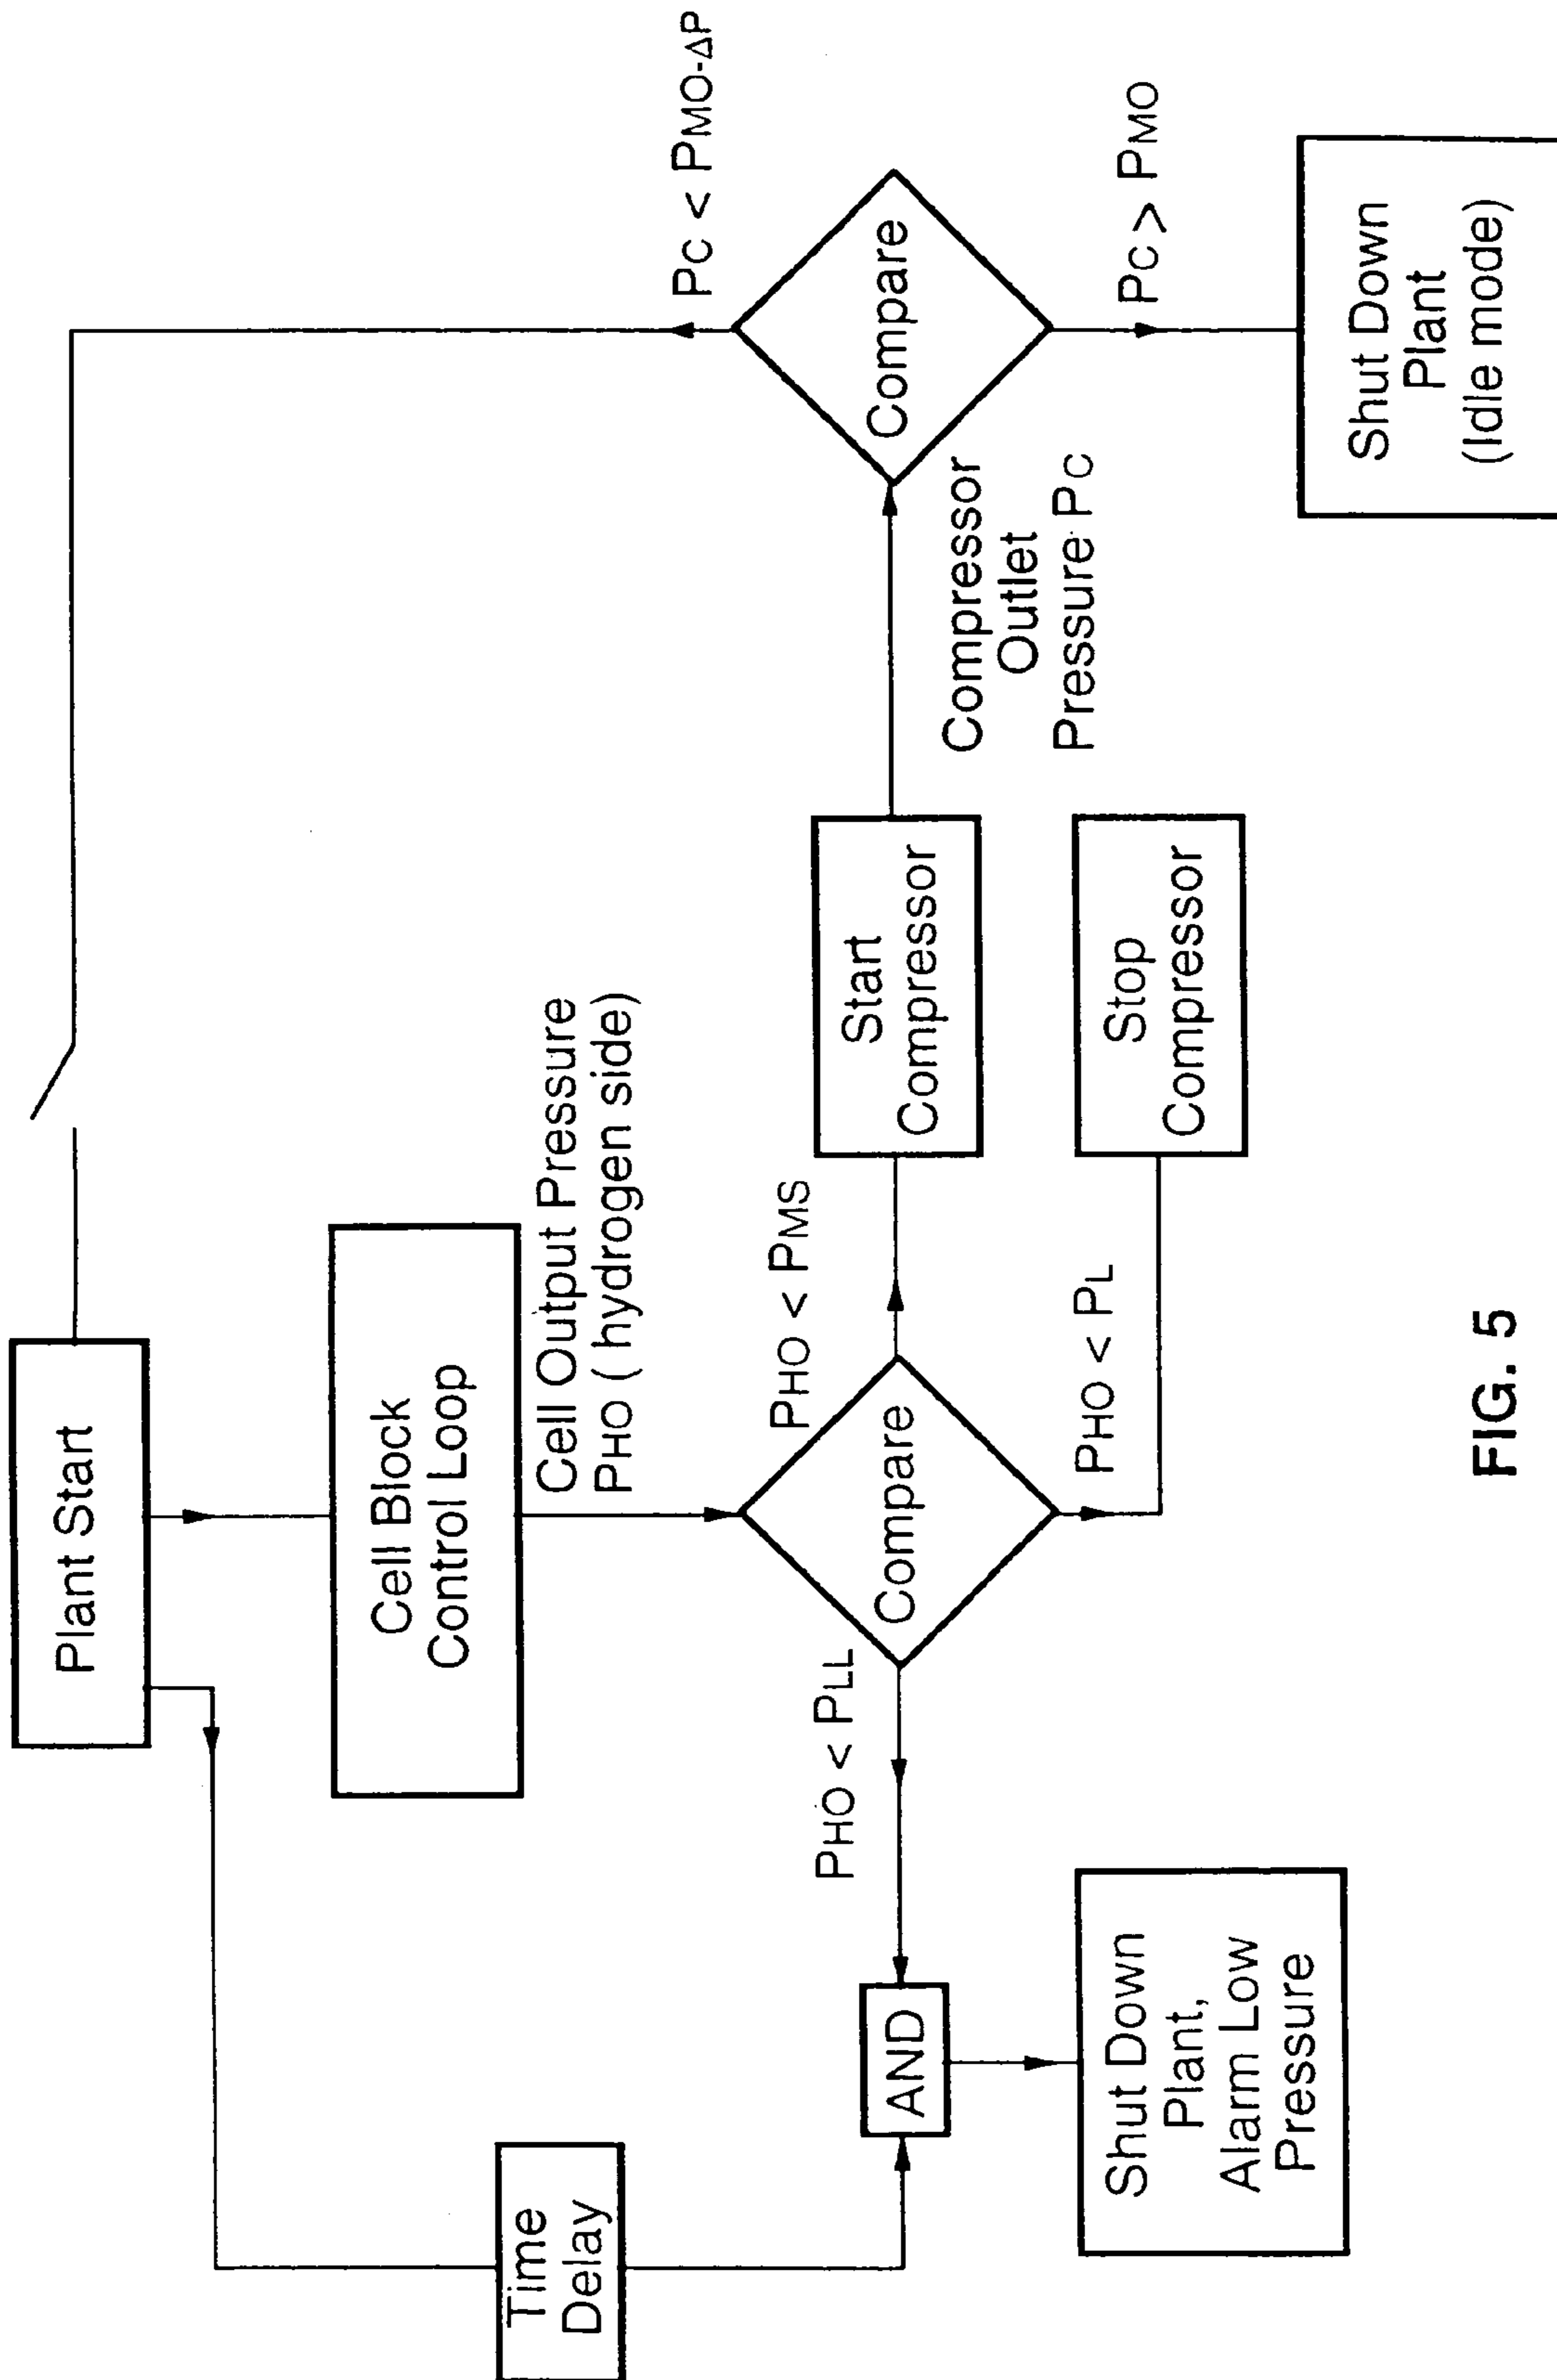 Plant Start
Cell Block
Control Loop
Time
Delay
Cell Output Pressure
PHO ( hydrogen side)
PHO < PLL
Compare
PHO < PMS
PHO < PL
AND
Shut Down
Plant,
Alarm Low
Pressure
Start
Compressor
Stop
Compressor
Compressor
Outlet
Pressure PC
Compare
PC < PMO-ΔP
PC > PMO
Shut Down
Plant
(Idle mode)
FIG. 5